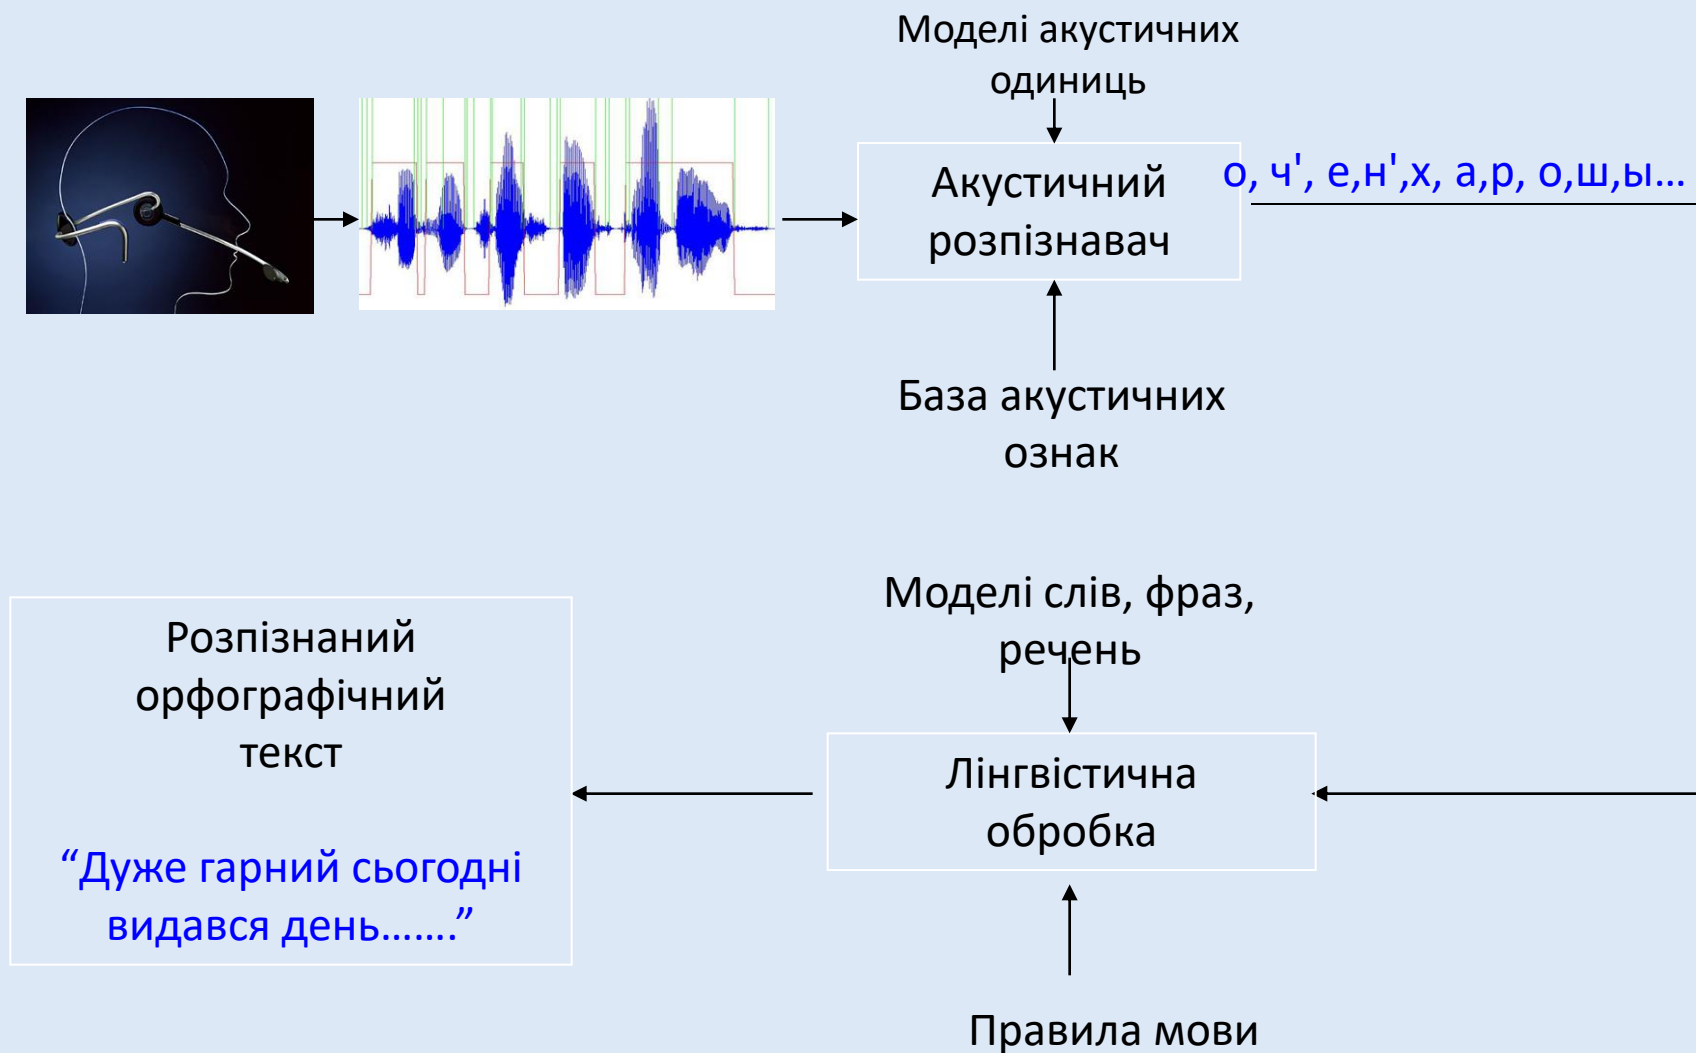 Моделі акустичних
одиниць
Акустичний
розпізнавач
о, ч', е,н',х, а,р, о,ш,ы...
База акустичних
ознак
Моделі слів, фраз,
речень
Розпізнаний
орфографічний
текст
“Дуже гарний сьогодні
видався день…….”
Лінгвістична
обробка
Правила мови